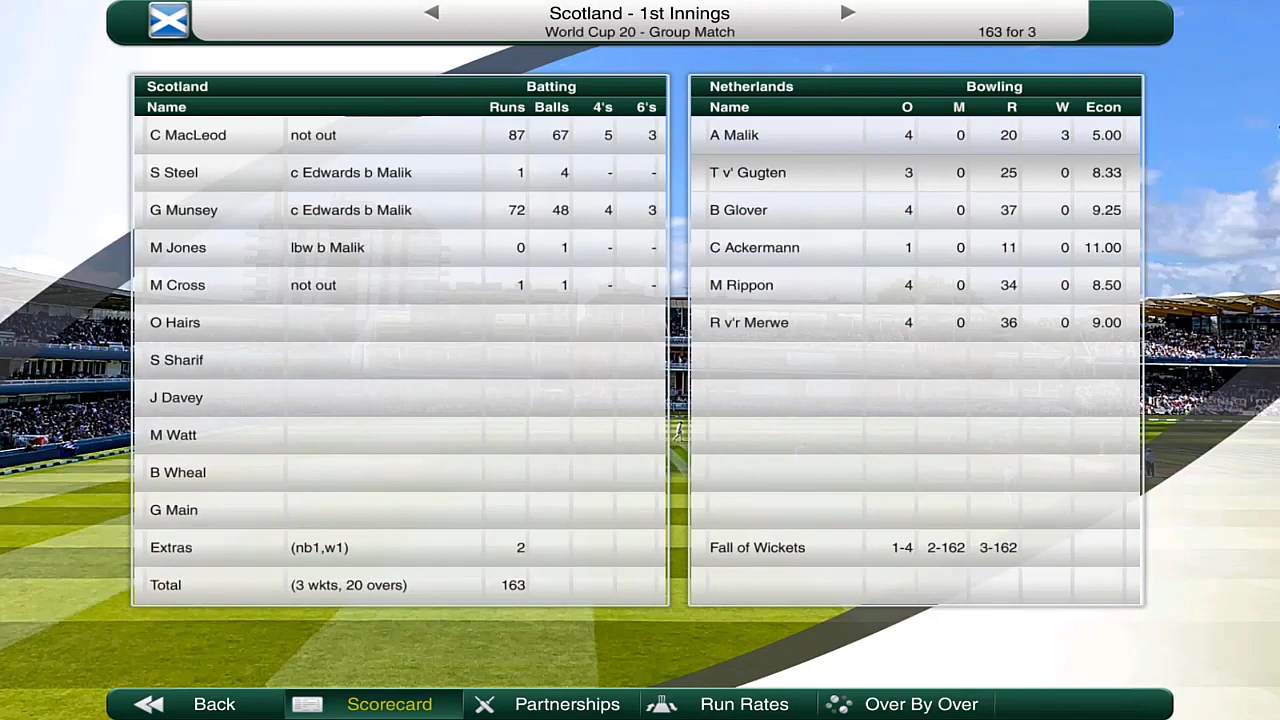 Scotland - 1st Innings
World Cup 20 - Group Match 163 for 3
Scotland Batting
Name Runs Balls 4's 6's
C MacLeod not out 87 67 5 3
S Steel c Edwards b Malik 1 4 - -
G Munsey c Edwards b Malik 72 48 4 3
M Jones lbw b Malik 0 1 - -
M Cross not out 1 1 - -
O Hairs
S Sharif
J Davey
M Watt
B Wheal
G Main
Extras (nb1,w1) 2
Total (3 wkts, 20 overs) 163
Netherlands Bowling
Name O M R W Econ
A Malik 4 0 20 3 5.00
T v' Gugten 3 0 25 0 8.33
B Glover 4 0 37 0 9.25
C Ackermann 1 0 11 0 11.00
M Rippon 4 0 34 0 8.50
R v'r Merwe 4 0 36 0 9.00
Fall of Wickets 1-4 2-162 3-162
Back Scorecard Partnerships Run Rates Over By Over